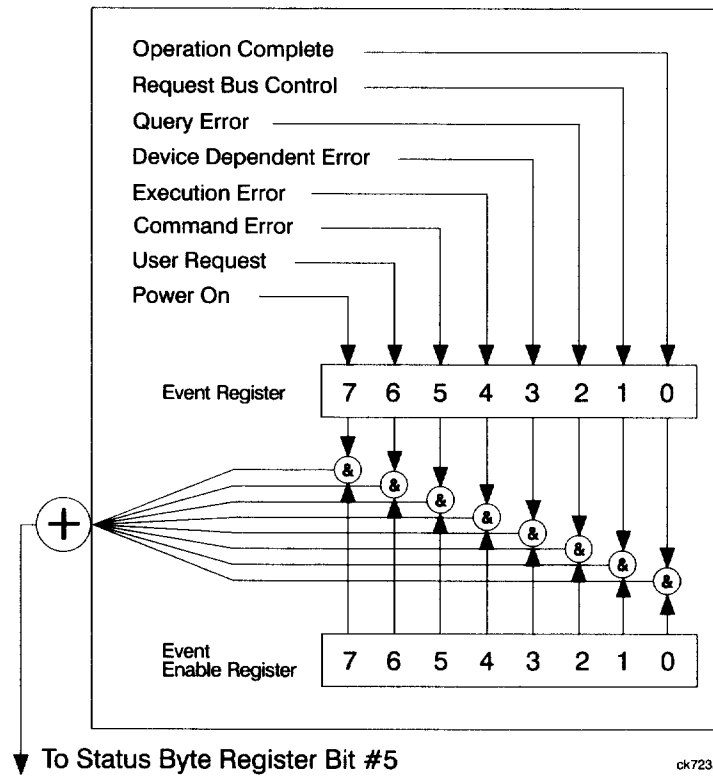 Operation Complete
Request Bus Control
Query Error
Device Dependent Error
Execution Error
Command Error
User Request
Power On
Event Register 7 6 5 4 3 2 1 0
& & & & & & & &
+
Event
Enable Register 7 6 5 4 3 2 1 0
To Status Byte Register Bit #5
ck723